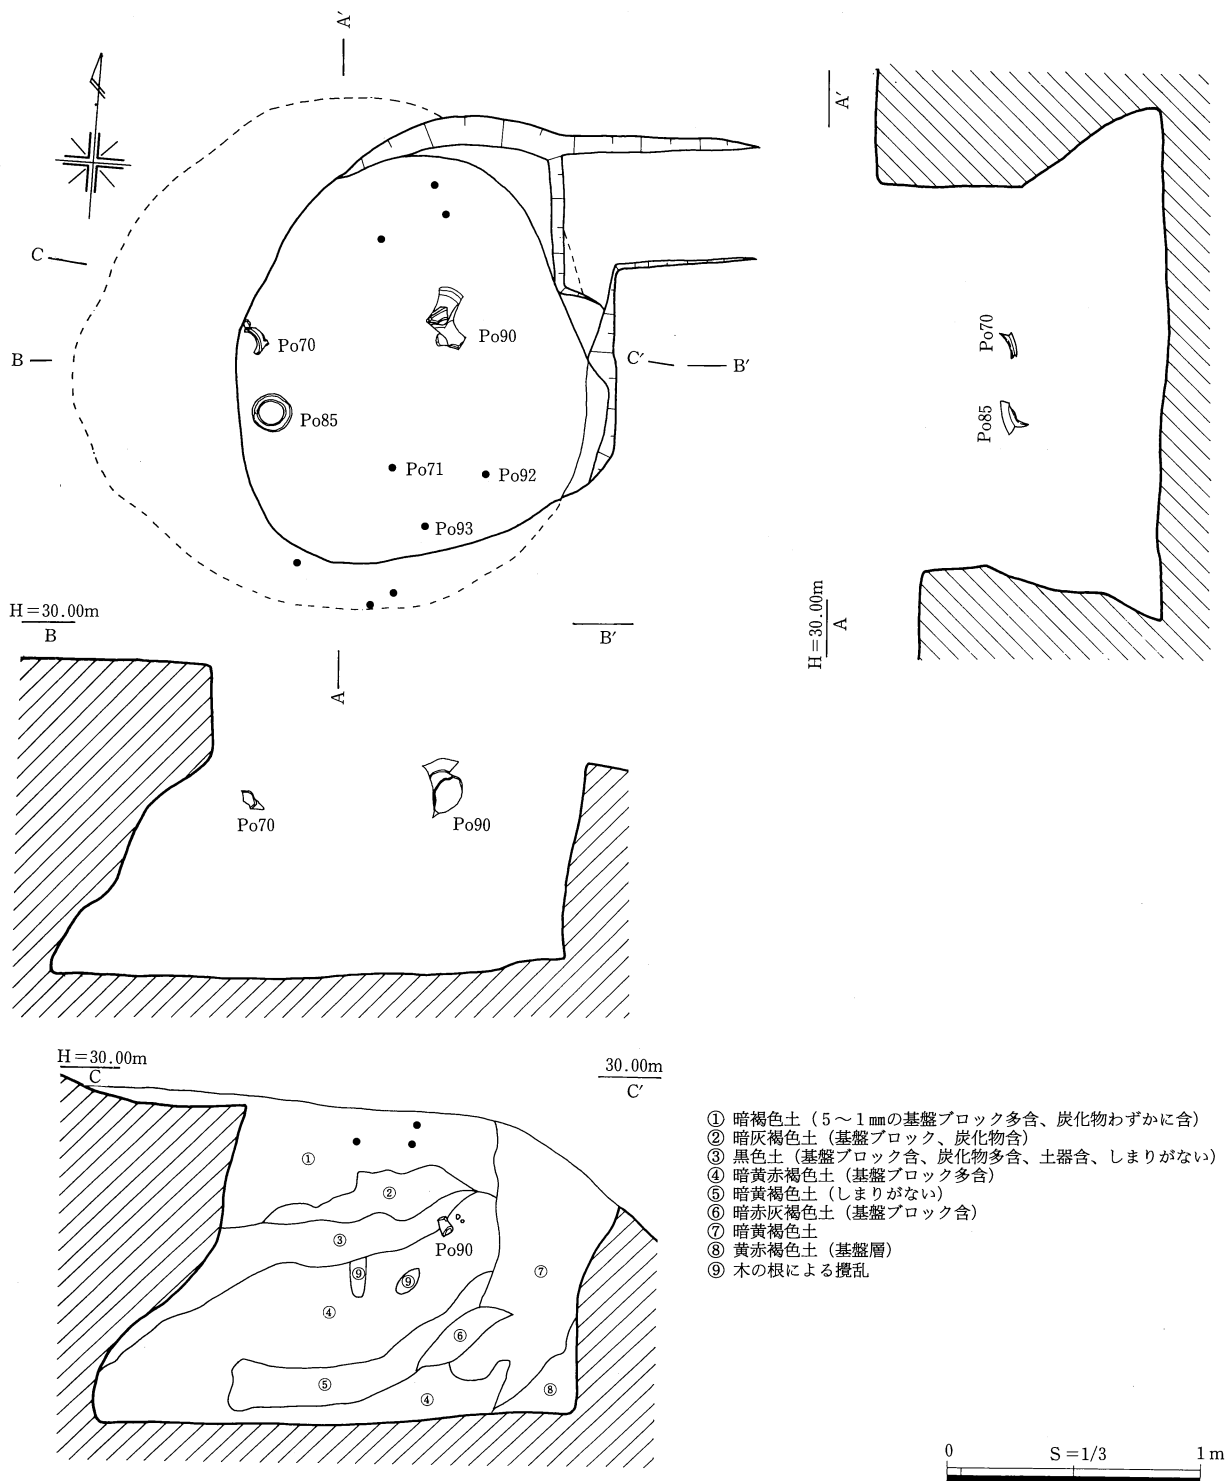 A′
C
B
Po70
Po90
Po85
C′
B′
Po71
Po92
Po93
A
A′
Po70
Po85
H=30.00m
A
H=30.00m
B
B′
Po70
Po90
H=30.00m
C
30.00m
C′
①
②
③
Po90
⑨
⑨
⑦
④
⑥
⑤
④
⑧
① 暗褐色土（5～1㎜の基盤ブロック多含、炭化物わずかに含）
② 暗灰褐色土（基盤ブロック、炭化物含）
③ 黒色土（基盤ブロック含、炭化物多含、土器含、しまりがない）
④ 暗黄赤褐色土（基盤ブロック多含）
⑤ 暗黄褐色土（しまりがない）
⑥ 暗赤灰褐色土（基盤ブロック含）
⑦ 暗黄褐色土
⑧ 黄赤褐色土（基盤層）
⑨ 木の根による攪乱
0 S=1/3 1m